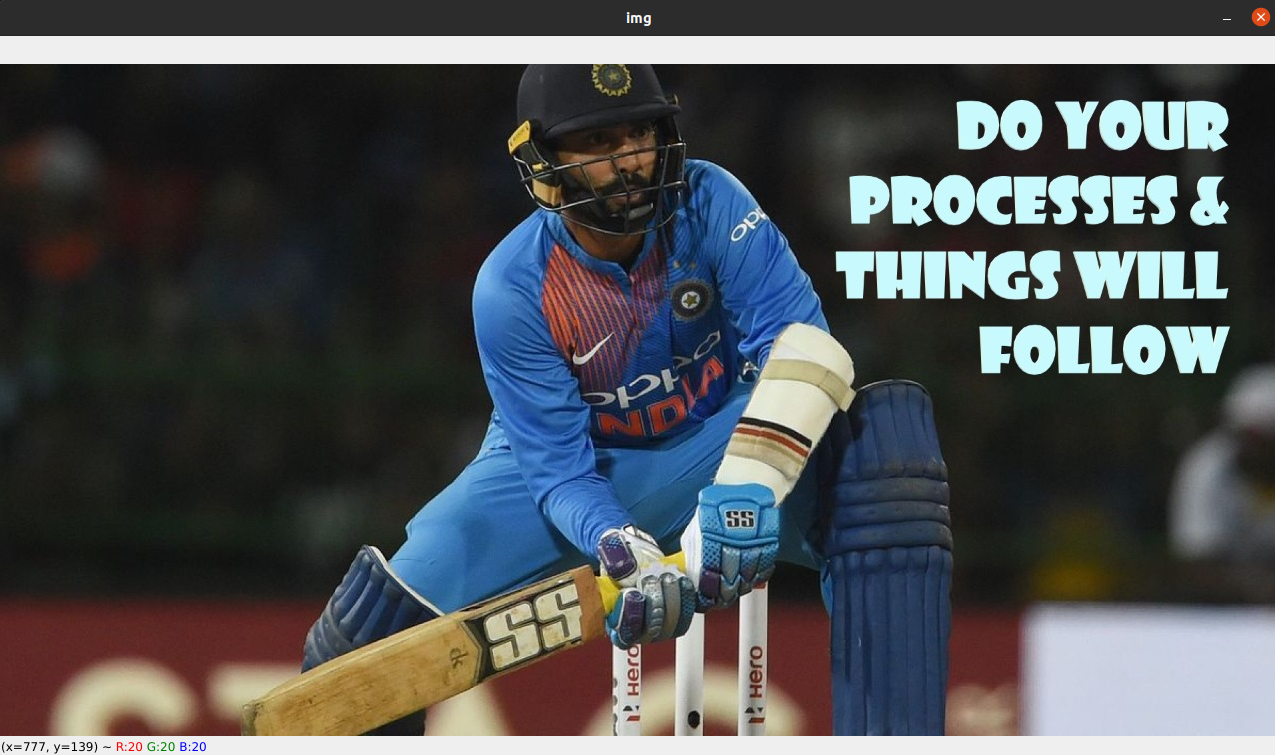 img
DO YOUR
PROCESSES &
THINGS WILL
FOLLOW
oppo
oppo
INDIA
SS
SS
dk
Hero
Hero
(x=777, y=139) ~ R:20 G:20 B:20